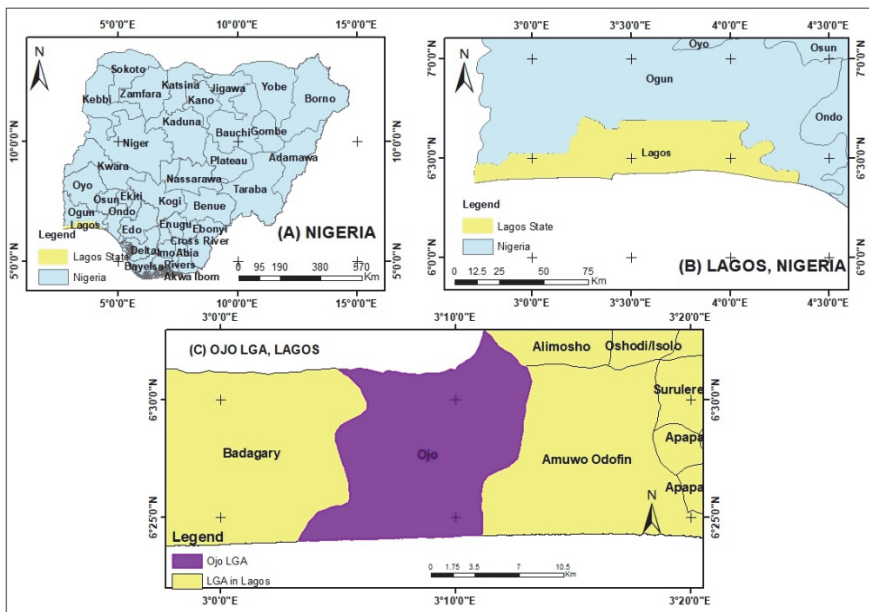 5°0'0"E 10°0'0"E 15°0'0"E
N
Sokoto
Katsina
Zamfara
Jigawa
Yobe
Kebbi
Kano
Borno
Kaduna
Bauchi
Gombe
Niger
Adamawa
Plateau
Kwara
Nassarawa
Oyo
Taraba
Ekiti
Kogi
Osun
Benue
Ogun
Ondo
Lagos
Edo
Enugu
Ebonyi
(A) NIGERIA
Cross River
Legend
Delta
Imo
Abia
Lagos State
Rivers
Bayelsa
Nigeria
Akwa Ibom
0 95 190 380 570
Km
10°0'0"N
5°0'0"N
10°0'0"N
5°0'0"N
5°0'0"E 10°0'0"E 15°0'0"E
3°0'0"E 3°30'0"E 4°0'0"E 4°30'0"E
N
Oyo
Osun
Ogun
Ondo
Lagos
Legend
Lagos State
Nigeria
(B) LAGOS, NIGERIA
0 12.5 25 50 75
Km
7°0'0"N
6°30'0"N
6°0'0"N
7°0'0"N
6°30'0"N
6°0'0"N
3°0'0"E 3°30'0"E 4°0'0"E 4°30'0"E
3°0'0"E 3°10'0"E 3°20'0"E
(C) OJO LGA, LAGOS
Alimosho
Oshodi/Isolo
Surulere
Badagary
Ojo
Amuwo Odofin
Apapa
Apapa
N
Legend
Ojo LGA
LGA in Lagos
0 1.75 3.5 7 10.5
Km
6°30'0"N
6°25'0"N
6°30'0"N
6°25'0"N
3°0'0"E 3°10'0"E 3°20'0"E